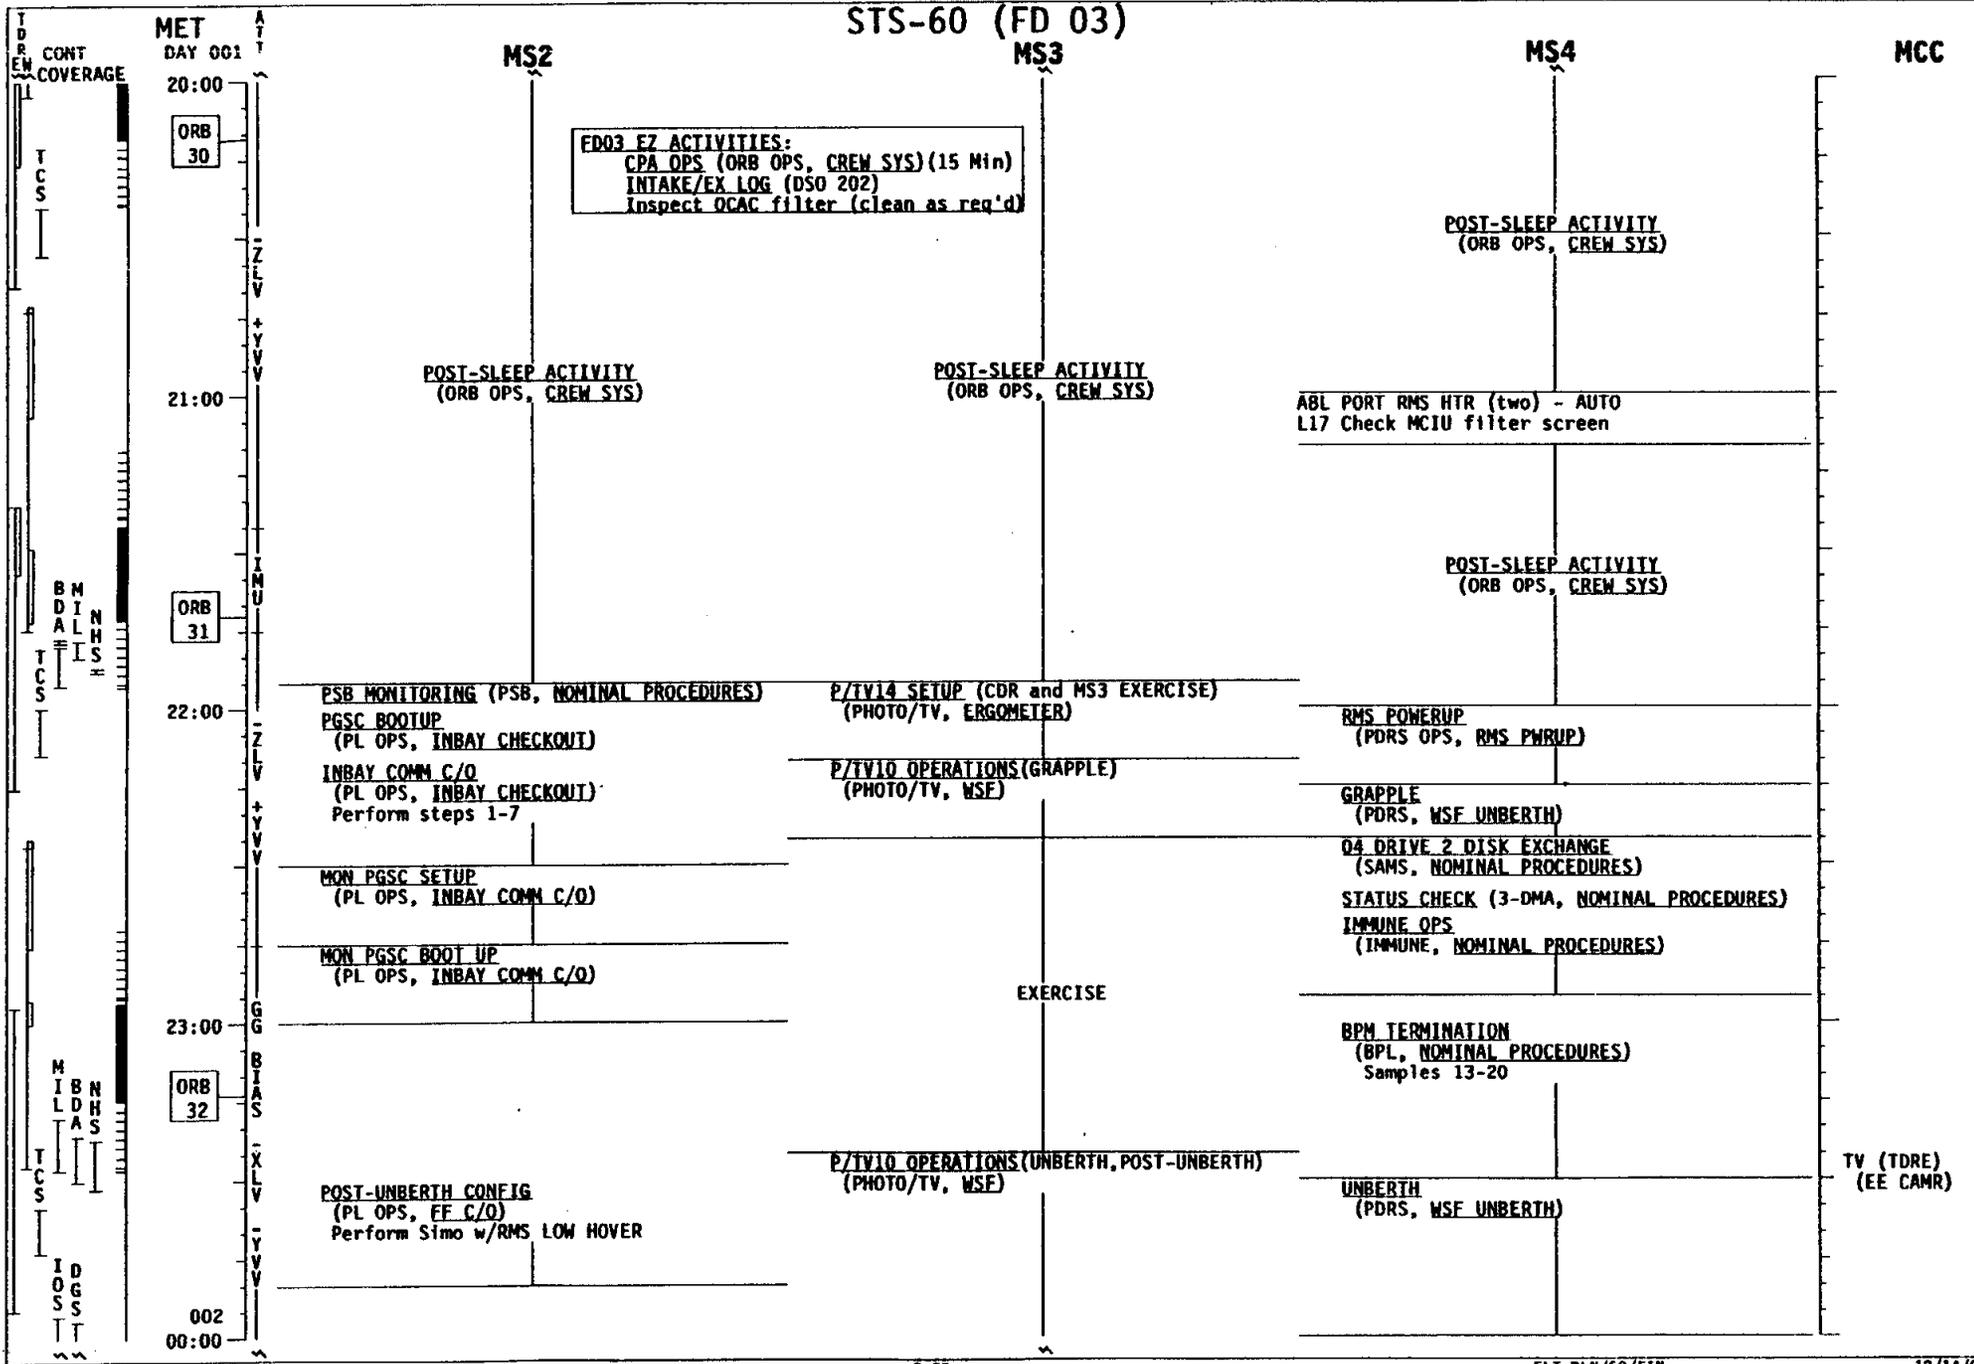 STS-60 (FD 03)
TDRE W
CONT
COVERAGE
MET
DAY 001
ATT
MS2
MS3
MS4
MCC
20:00
ORB
30
TCS
FD03 EZ ACTIVITIES:
CPA OPS (ORB OPS, CREW SYS)(15 Min)
INTAKE/EX LOG (DSO 202)
Inspect OCAC filter (clean as req'd)
POST-SLEEP ACTIVITY
(ORB OPS, CREW SYS)
-ZLV +YVV
POST-SLEEP ACTIVITY
(ORB OPS, CREW SYS)
POST-SLEEP ACTIVITY
(ORB OPS, CREW SYS)
21:00
A8L PORT RMS HTR (two) - AUTO
L17 Check MCIU filter screen
IMU
POST-SLEEP ACTIVITY
(ORB OPS, CREW SYS)
BDA
MIL
NHS
ORB
31
TCS
PSB MONITORING (PSB, NOMINAL PROCEDURES)
PGSC BOOTUP
(PL OPS, INBAY CHECKOUT)
INBAY COMM C/O
(PL OPS, INBAY CHECKOUT)
Perform steps 1-7
P/TV14 SETUP (CDR and MS3 EXERCISE)
(PHOTO/TV, ERGOMETER)
P/TV10 OPERATIONS(GRAPPLE)
(PHOTO/TV, WSF)
22:00
-ZLV +YVV
RMS POWERUP
(PDRS OPS, RMS PWRUP)
GRAPPLE
(PDRS, WSF UNBERTH)
04 DRIVE 2 DISK EXCHANGE
(SAMS, NOMINAL PROCEDURES)
STATUS CHECK (3-DMA, NOMINAL PROCEDURES)
IMMUNE OPS
(IMMUNE, NOMINAL PROCEDURES)
MON PGSC SETUP
(PL OPS, INBAY COMM C/O)
MON PGSC BOOT UP
(PL OPS, INBAY COMM C/O)
EXERCISE
23:00
GG BIAS -XLV -YVV
BPM TERMINATION
(BPL, NOMINAL PROCEDURES)
Samples 13-20
MIL
BDA
NHS
ORB
32
TCS
P/TV10 OPERATIONS(UNBERTH,POST-UNBERTH)
(PHOTO/TV, WSF)
TV (TDRE)
(EE CAMR)
POST-UNBERTH CONFIG
(PL OPS, FF C/O)
Perform Simo w/RMS LOW HOVER
UNBERTH
(PDRS, WSF UNBERTH)
IOS
DGS
002
00:00